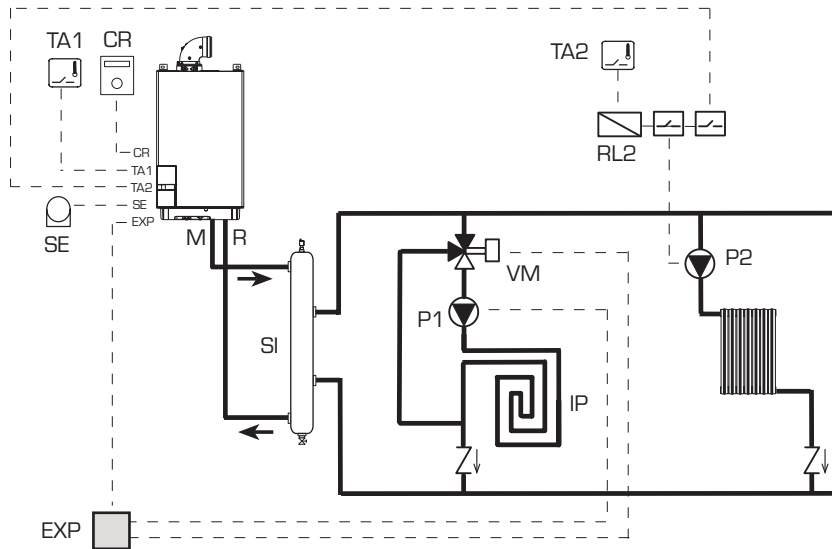 TA1 CR
TA2
RL2
CR
TA1
TA2
SE
EXP
SE
M R
SI
VM
P1
IP
P2
EXP